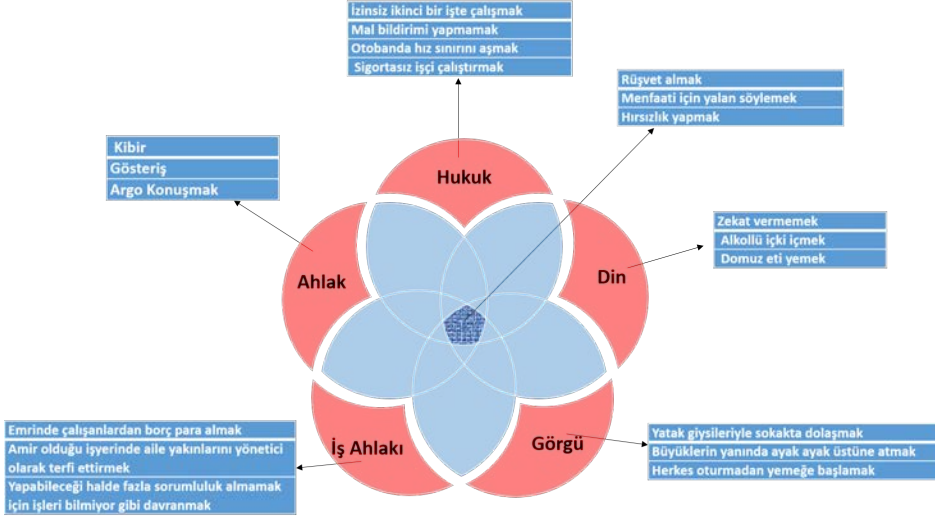 İzinsiz ikinci bir işte çalışmak
Mal bildirimi yapmamak
Otobanda hız sınırını aşmak
Sigortasız işçi çalıştırmak
Rüşvet almak
Menfaati için yalan söylemek
Hırsızlık yapmak
Kibir
Gösteriş
Argo Konuşmak
Hukuk
Zekat vermemek
Alkollü içki içmek
Domuz eti yemek
Ahlak
Din
Emrinde çalışanlardan borç para almak
Amir olduğu işyerinde aile yakınlarını yönetici
olarak terfi ettirmek
Yapabileceği halde fazla sorumluluk almamak
için işleri bilmiyor gibi davranmak
İş Ahlakı
Görgü
Yatak giysileriyle sokakta dolaşmak
Büyüklerin yanında ayak ayak üstüne atmak
Herkes oturmadan yemeğe başlamak